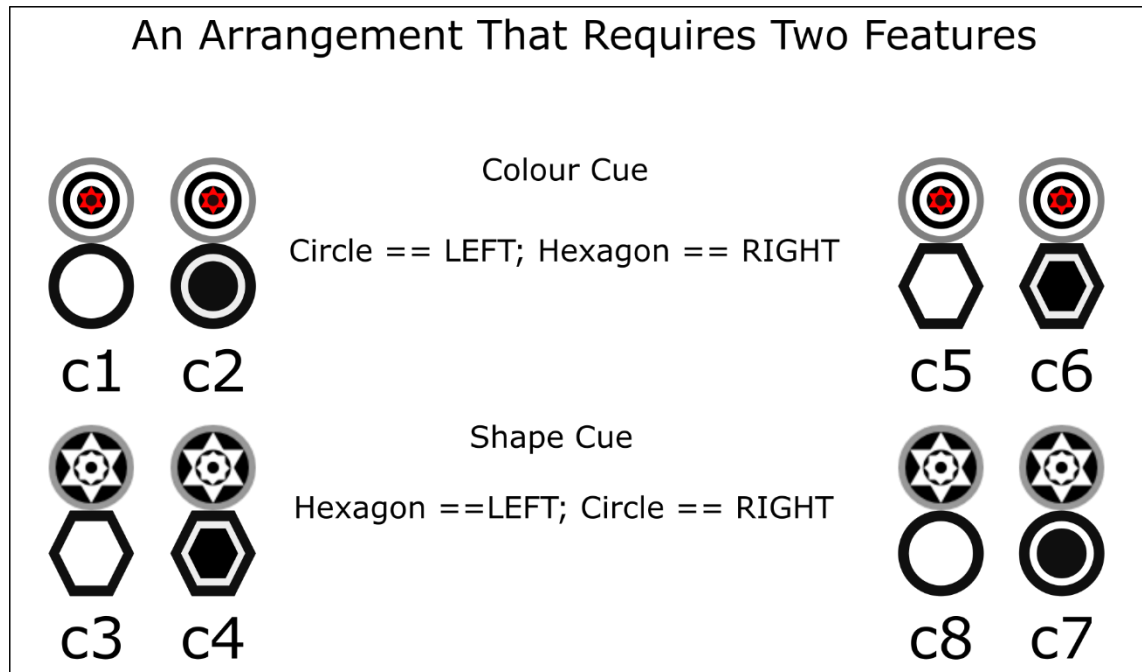 An Arrangement That Requires Two Features
Colour Cue
Circle == LEFT; Hexagon == RIGHT
c1 c2 c5 c6
Shape Cue
Hexagon ==LEFT; Circle == RIGHT
c3 c4 c8 c7